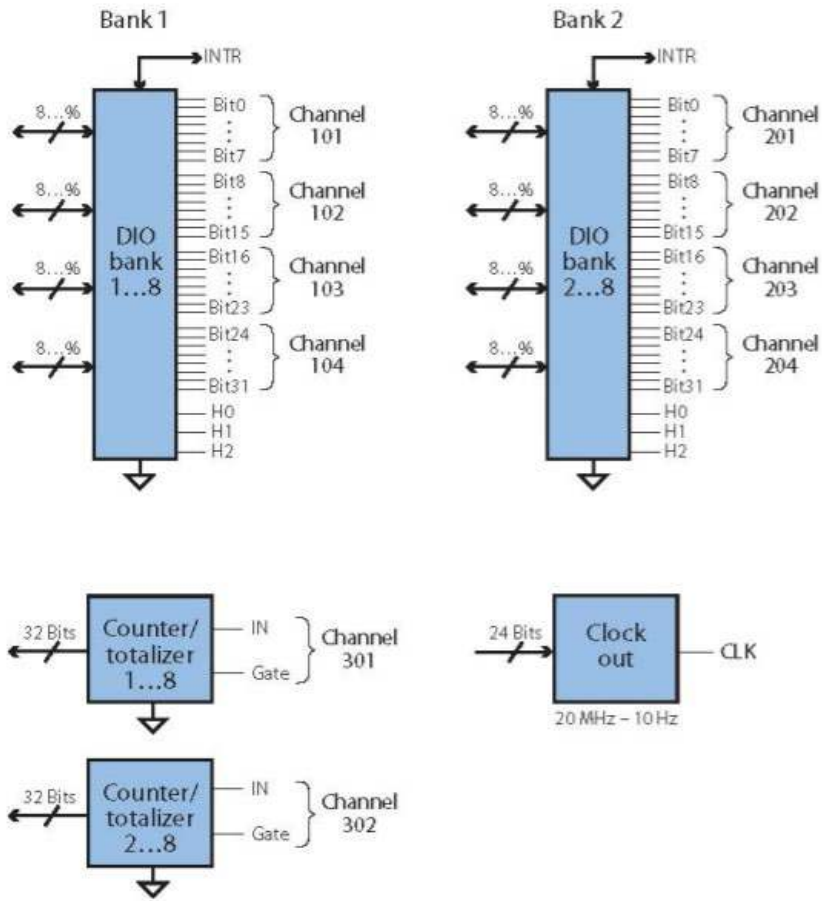 Bank 1
INTR
8...%
8...%
8...%
8...%
DIO
bank
1...8
Bit0
Bit7
Channel
101
Bit8
Bit15
Channel
102
Bit16
Bit23
Channel
103
Bit24
Bit31
Channel
104
H0
H1
H2
Bank 2
INTR
8...%
8...%
8...%
8...%
DIO
bank
2...8
Bit0
Bit7
Channel
201
Bit8
Bit15
Channel
202
Bit16
Bit23
Channel
203
Bit24
Bit31
Channel
204
H0
H1
H2
32 Bits
Counter/
totalizer
1...8
IN
Gate
Channel
301
24 Bits
Clock
out
CLK
20 MHz – 10 Hz
32 Bits
Counter/
totalizer
2...8
IN
Gate
Channel
302